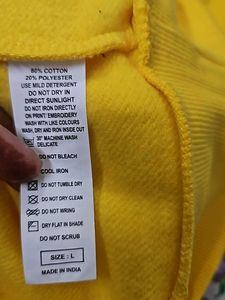 80% COTTON
20% POLYESTER
USE MILD DETERGENT
DO NOT DRY IN
DIRECT SUNLIGHT
DO NOT IRON DIRECTLY
ON PRINT/ EMBROIDERY
WASH WITH LIKE COLOURS
WASH, DRY AND IRON INSIDE OUT
30° MACHINE WASH
DELICATE
DO NOT BLEACH
COOL IRON
DO NOT TUMBLE DRY
DO NOT DRY CLEAN
DO NOT WRING
DRY FLAT IN SHADE
DO NOT SCRUB
SIZE : L
MADE IN INDIA